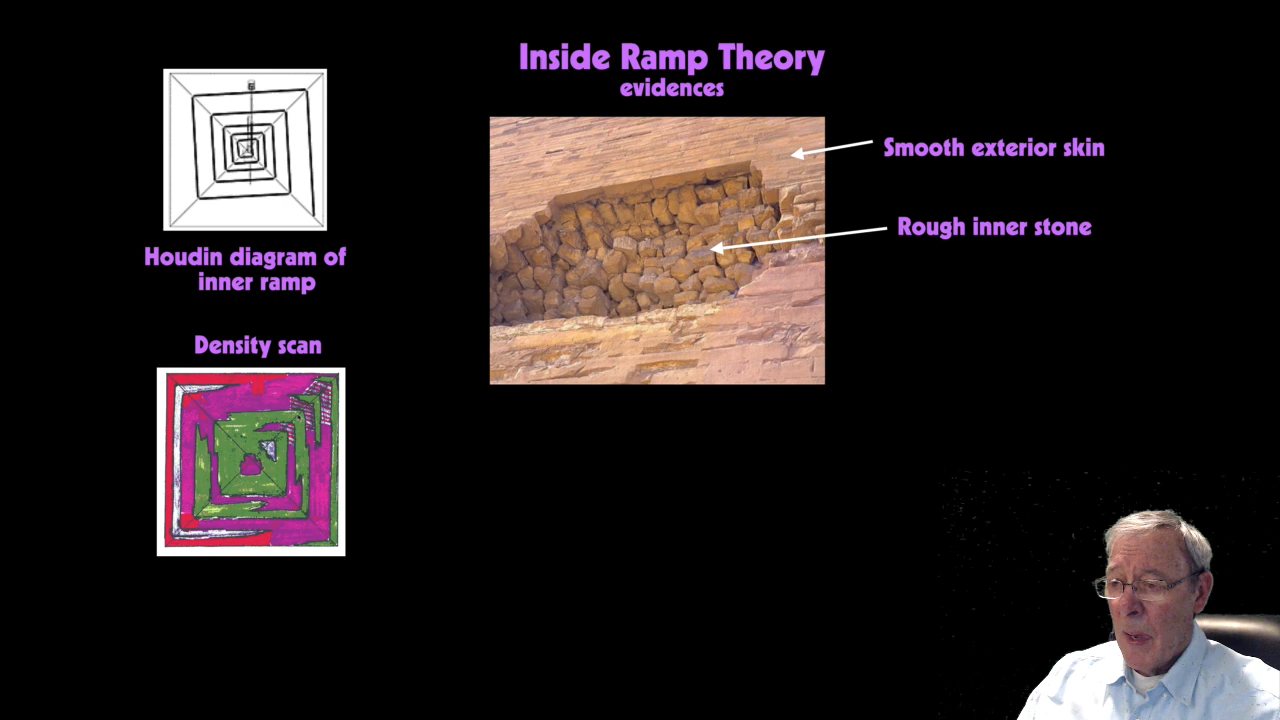 Inside Ramp Theory
evidences
Smooth exterior skin
Rough inner stone
Houdin diagram of
inner ramp
Density scan